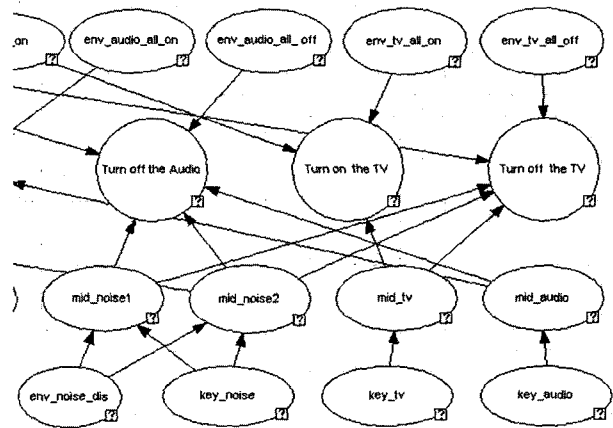 _on
env_audio_all_on
env_audio_all_off
env_tv_all_on
env_tv_all_off
?
?
?
?
?
Turn off the Audio
Turn on the TV
Turn off the TV
?
?
?
mid_noise1
mid_noise2
mid_tv
mid_audio
?
?
?
?
env_noise_dis
key_noise
key_tv
key_audio
?
?
?
?